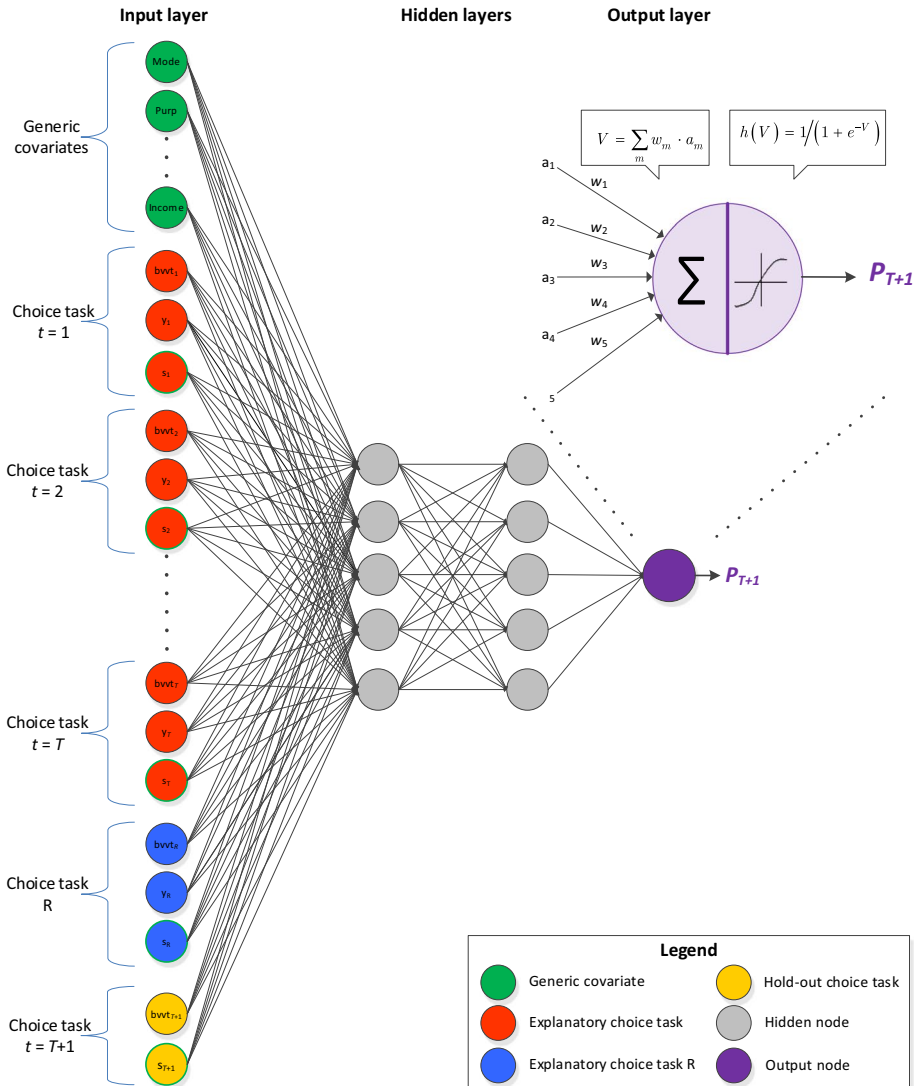 Input layer
Hidden layers
Output layer
Generic
covariates
Mode
Purp
Income
Choice task
t = 1
bvvt1
y1
s1
Choice task
t = 2
bvvt2
y2
s2
Choice task
t = T
bvvtT
yT
sT
Choice task
R
bvvtR
yR
sR
Choice task
t = T+1
bvvtT+1
sT+1
V = ∑m wm · am
h(V) = 1/(1 + e^-V)
a1
w1
a2
w2
a3
w3
a4
w4
5
w5
∑
PT+1
PT+1
Legend
Generic covariate
Hold-out choice task
Explanatory choice task
Hidden node
Explanatory choice task R
Output node